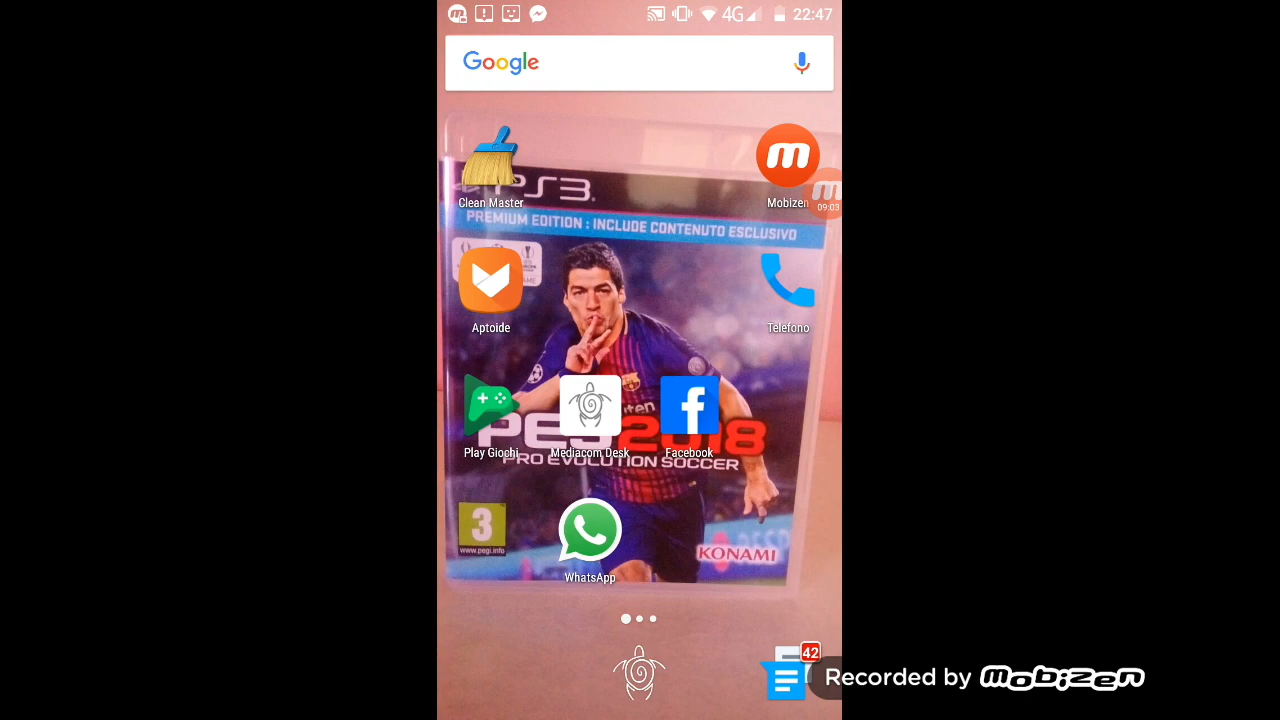 4G 22:47
Google
Clean Master
Mobizen
09:03
PS3
PREMIUM EDITION : INCLUDE CONTENUTO ESCLUSIVO
Aptoide
Telefono
PES 2018
PRO EVOLUTION SOCCER
Play Giochi
Mediacom Desk
Facebook
3
www.pegi.info
WhatsApp
KONAMI
42
Recorded by mobizen